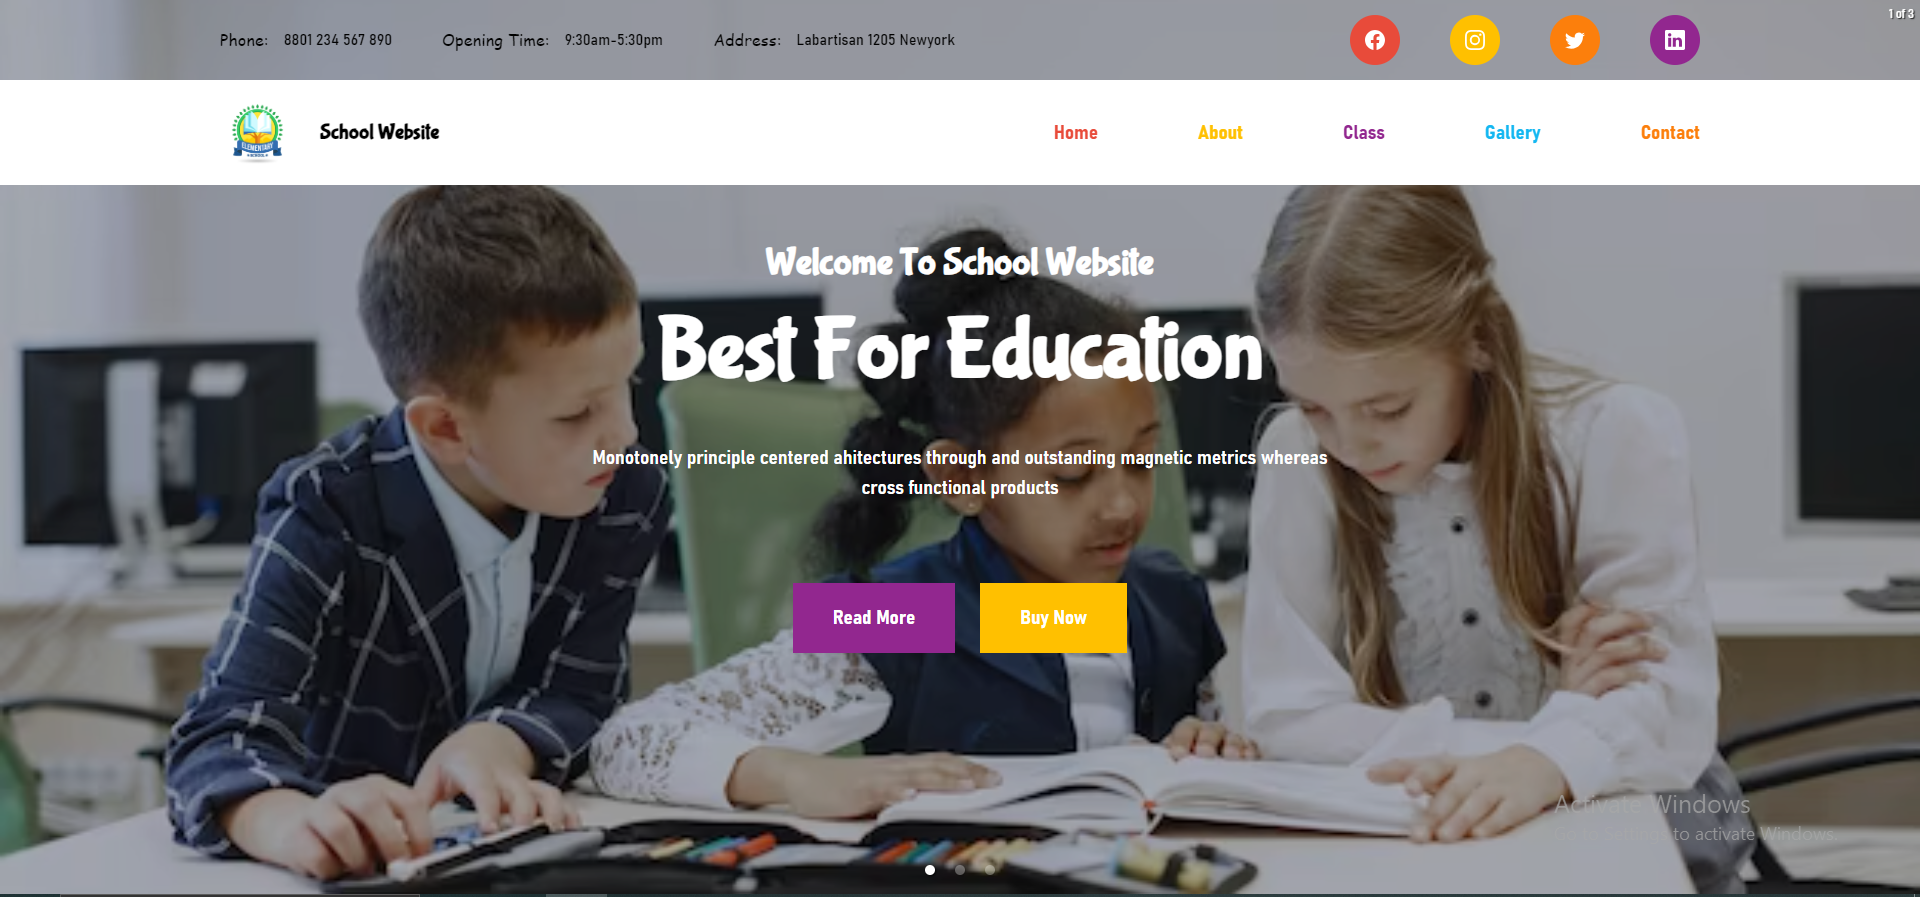 1 of 3
Phone: 8801 234 567 890 Opening Time: 9:30am-5:30pm Address: Labartisan 1205 Newyork
ELEMENTARY
SCHOOL
School Website
Home About Class Gallery Contact
Welcome To School Website
Best For Education
Monotonely principle centered ahitectures through and outstanding magnetic metrics whereas
cross functional products
Read More Buy Now
Activate Windows
Go to Settings to activate Windows.